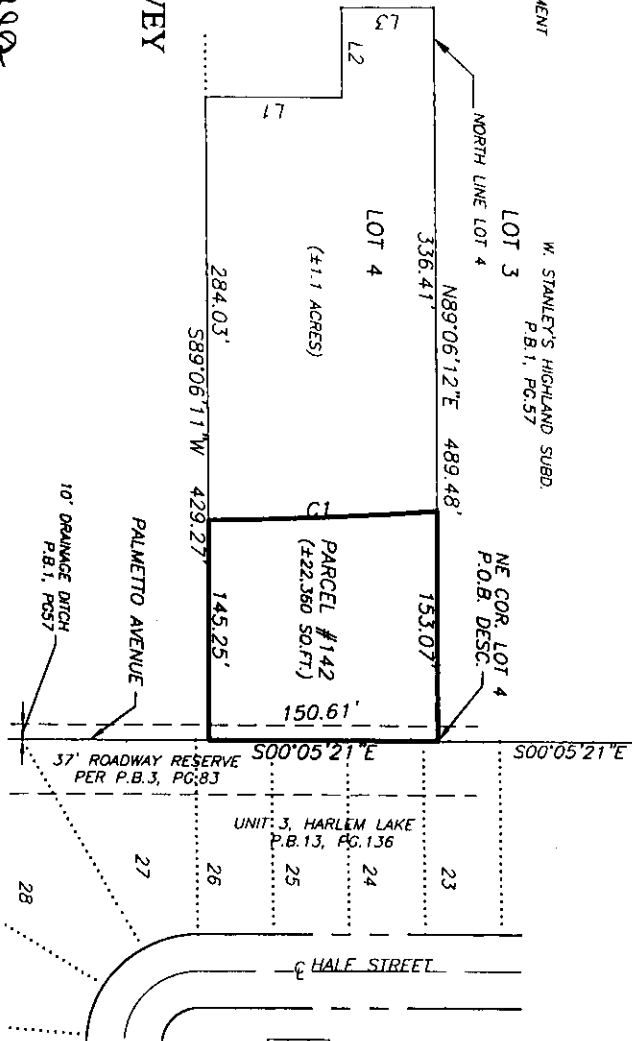 MENT
W. STANLEY'S HIGHLAND SUBD.
P.B.1, PG.57
LOT 3
NORTH LINE LOT 4
L3
L2
L1
VEY
N89°06'12"E 489.48'
336.41'
LOT 4
(±1.1 ACRES)
284.03'
S89°06'11"W 429.27'
NE COR. LOT 4
P.O.B. DESC.
153.07'
C1
PARCEL #142
(±22,360 SQ.FT.)
145.25'
150.61'
PALMETTO AVENUE
10' DRAINAGE DITCH
P.B.1, PG57
S00°05'21"E
S00°05'21"E
37' ROADWAY RESERVE
PER P.B.3, PG.83
UNIT 3, HARLEM LAKE
P.B.13, PG.136
23
24
25
26
27
28
℄ HALE STREET